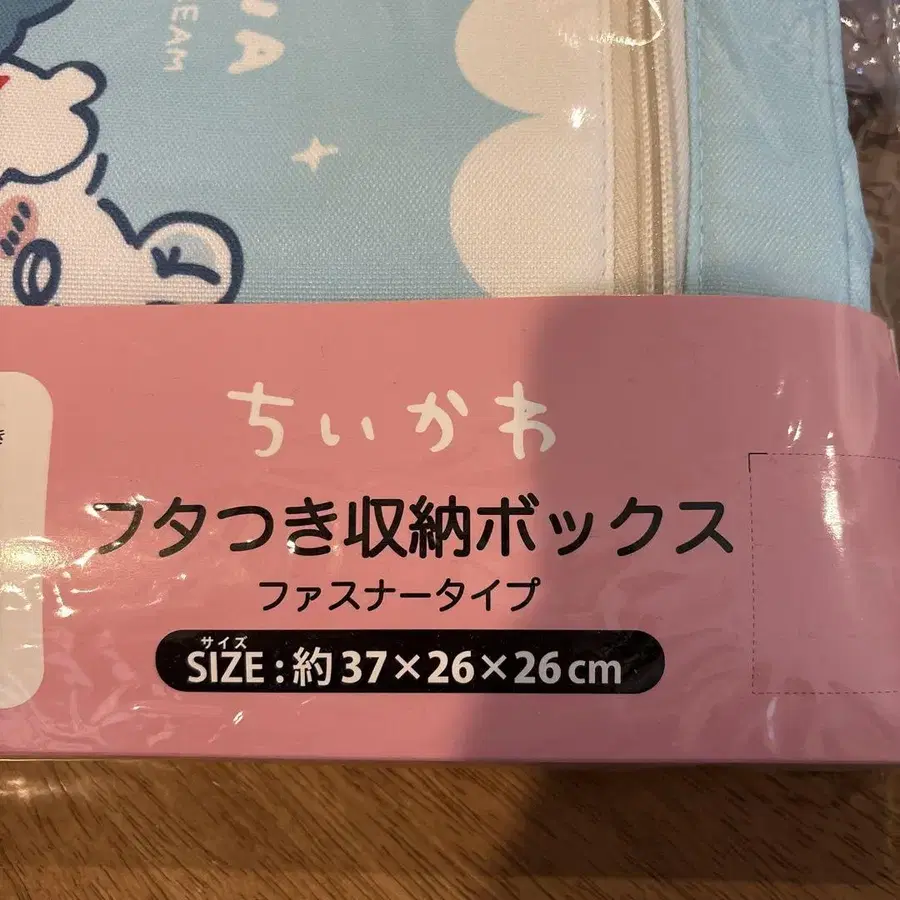 ちいかわ
フタつき収納ボックス
ファスナータイプ
サイズ
SIZE:約37×26×26cm